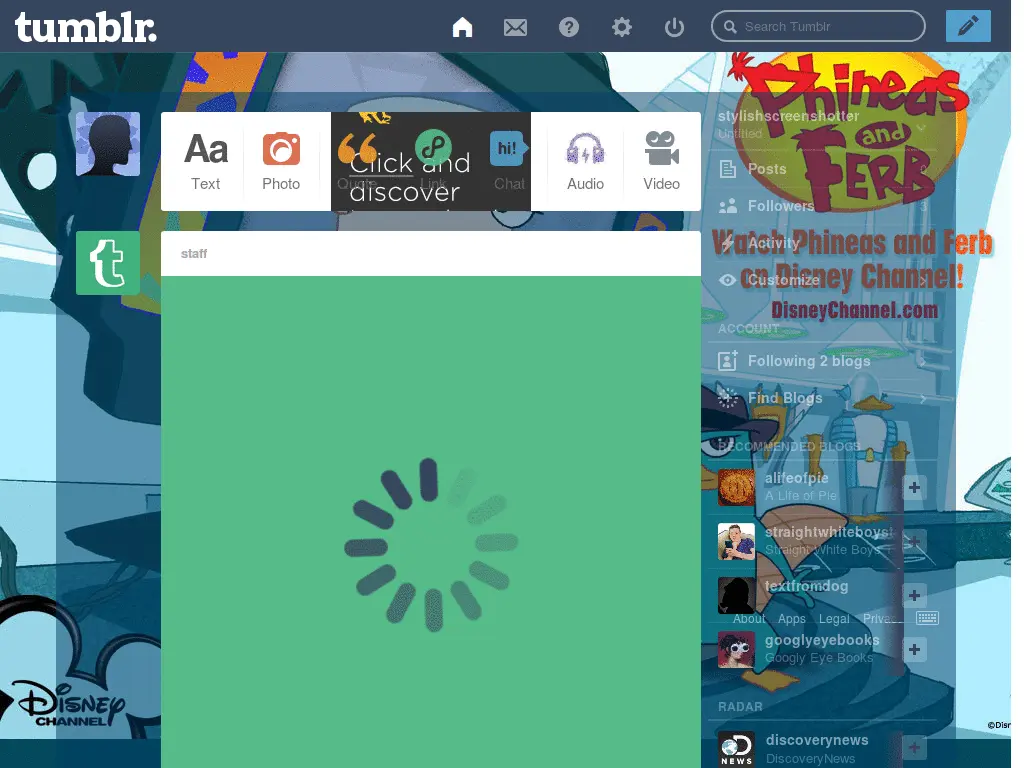 tumblr.
Search Tumblr
Phineas
and
Ferb
stylishscreenshotter
Untitled
Aa
hi!
Text
Photo
Quote
Link
Chat
Audio
Video
Click and
discover
Posts
Followers
Activity
Customize
Watch Phineas and Ferb
on Disney Channel!
DisneyChannel.com
t
staff
ACCOUNT
Following 2 blogs
Find Blogs
RECOMMENDED BLOGS
alifeofpie
A Life of Pie
straightwhiteboyst
Straight White Boys T
textfromdog
About Apps Legal Priva
googlyeyebooks
Googly Eye Books
RADAR
discoverynews
DiscoveryNews
D
NEWS
Disney
CHANNEL
©Disn